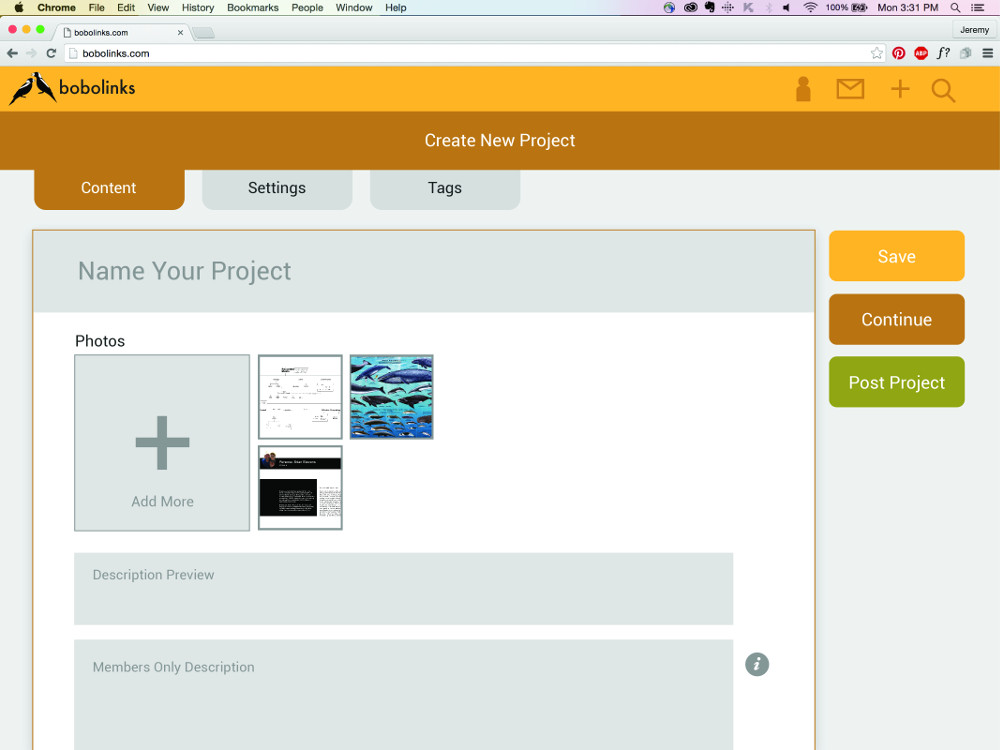 Chrome File Edit View History Bookmarks People Window Help 100% Mon 3:31 PM
bobolinks.com Jeremy
bobolinks.com ABP f?
bobolinks
Create New Project
Content Settings Tags
Name Your Project
Save
Continue
Post Project
Photos
Add More
Description Preview
Members Only Description
i